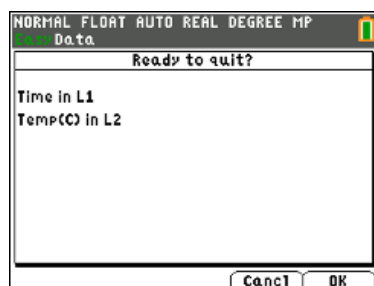 NORMAL FLOAT AUTO REAL DEGREE MP
EasyData
Ready to quit?
Time in L1
Temp(C) in L2
Cancl OK